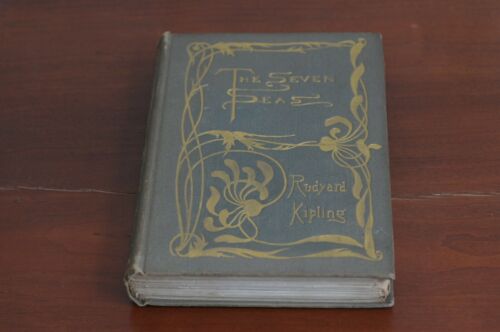 THE SEVEN
SEAS
Rudyard
Kipling